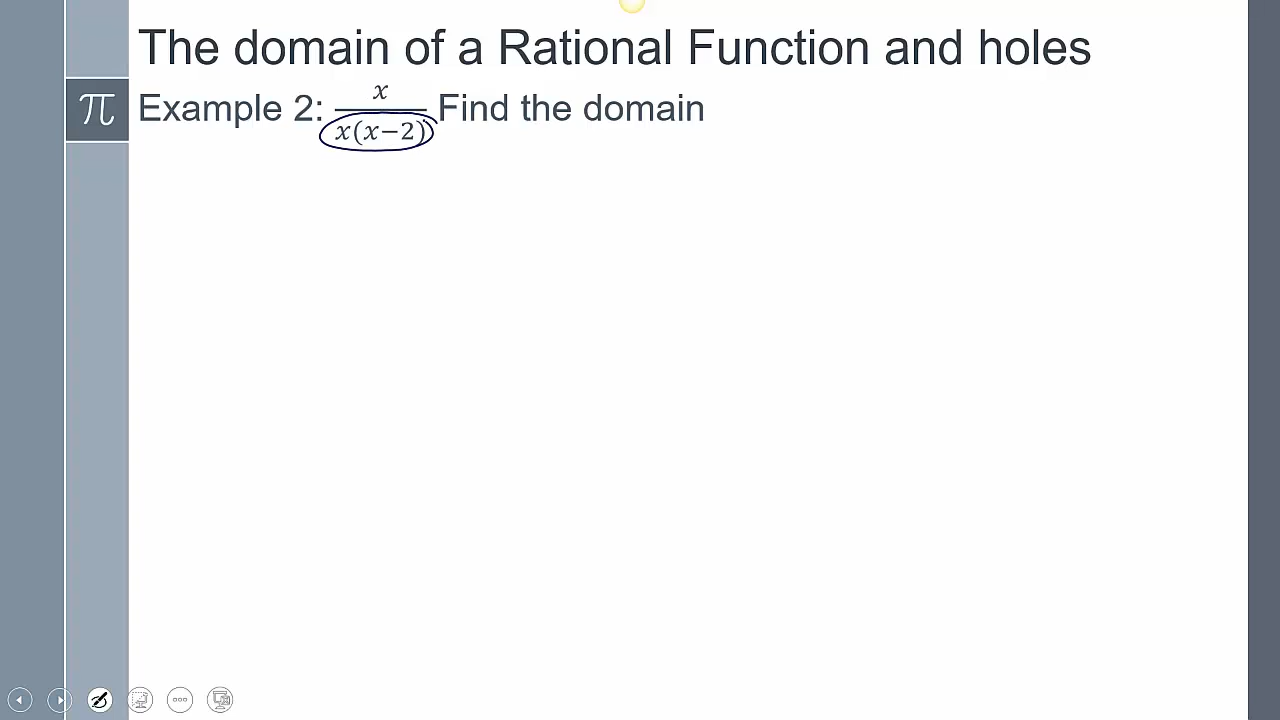 The domain of a Rational Function and holes
π Example 2: x / x(x−2) Find the domain